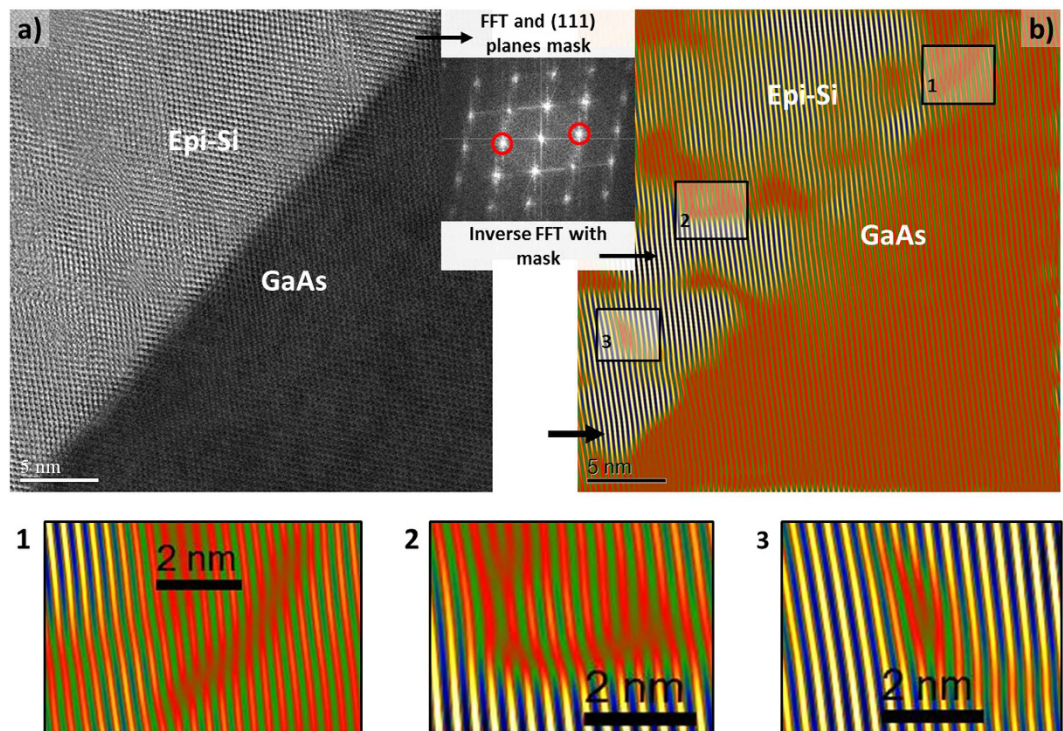 a)
Epi-Si
GaAs
5 nm
FFT and (111)
planes mask
Inverse FFT with
mask
b)
Epi-Si
GaAs
1
2
3
5 nm
1
2 nm
2
2 nm
3
2 nm